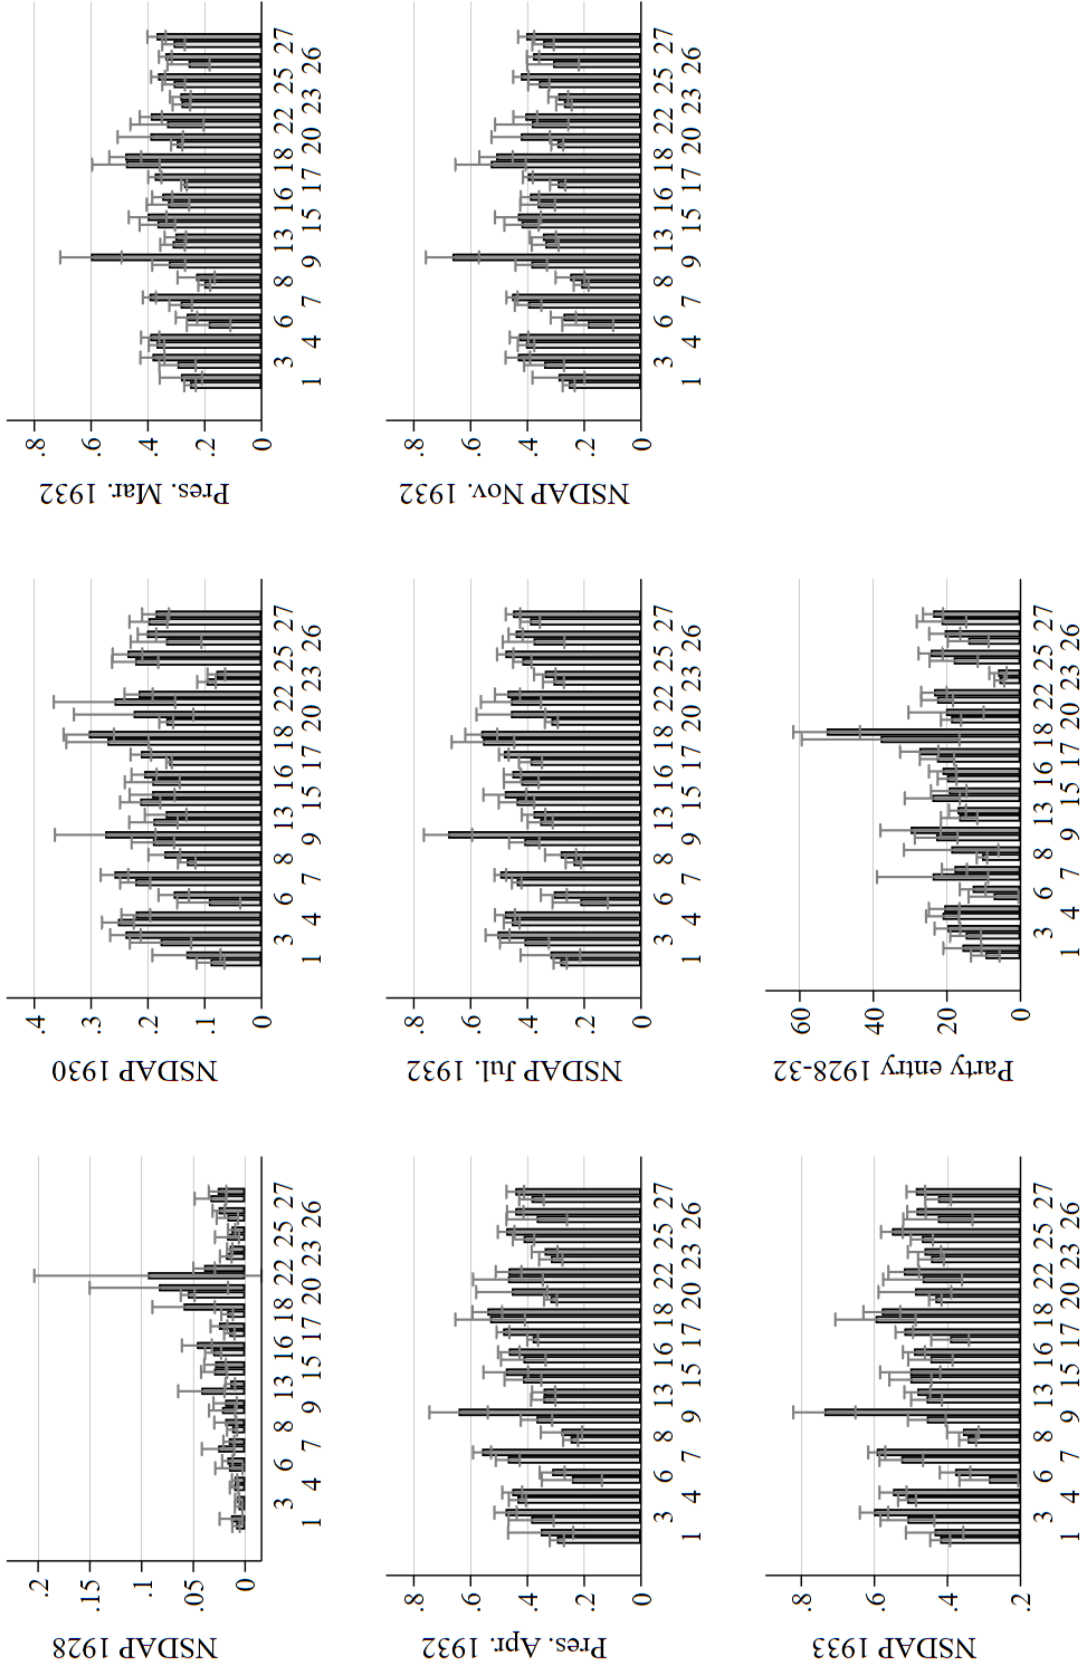 NSDAP 1928
.2
.15
.1
.05
0
1 3 4 6 7 8 9 13 15 16 17 18 20 22 23 25 26 27
NSDAP 1930
.4
.3
.2
.1
0
1 3 4 6 7 8 9 13 15 16 17 18 20 22 23 25 26 27
Pres. Mar. 1932
.8
.6
.4
.2
0
1 3 4 6 7 8 9 13 15 16 17 18 20 22 23 25 26 27
Pres. Apr. 1932
.8
.6
.4
.2
0
1 3 4 6 7 8 9 13 15 16 17 18 20 22 23 25 26 27
NSDAP Jul. 1932
.8
.6
.4
.2
0
1 3 4 6 7 8 9 13 15 16 17 18 20 22 23 25 26 27
NSDAP Nov. 1932
.8
.6
.4
.2
0
1 3 4 6 7 8 9 13 15 16 17 18 20 22 23 25 26 27
NSDAP 1933
.8
.6
.4
.2
1 3 4 6 7 8 9 13 15 16 17 18 20 22 23 25 26 27
Party entry 1928-32
60
40
20
0
1 3 4 6 7 8 9 13 15 16 17 18 20 22 23 25 26 27